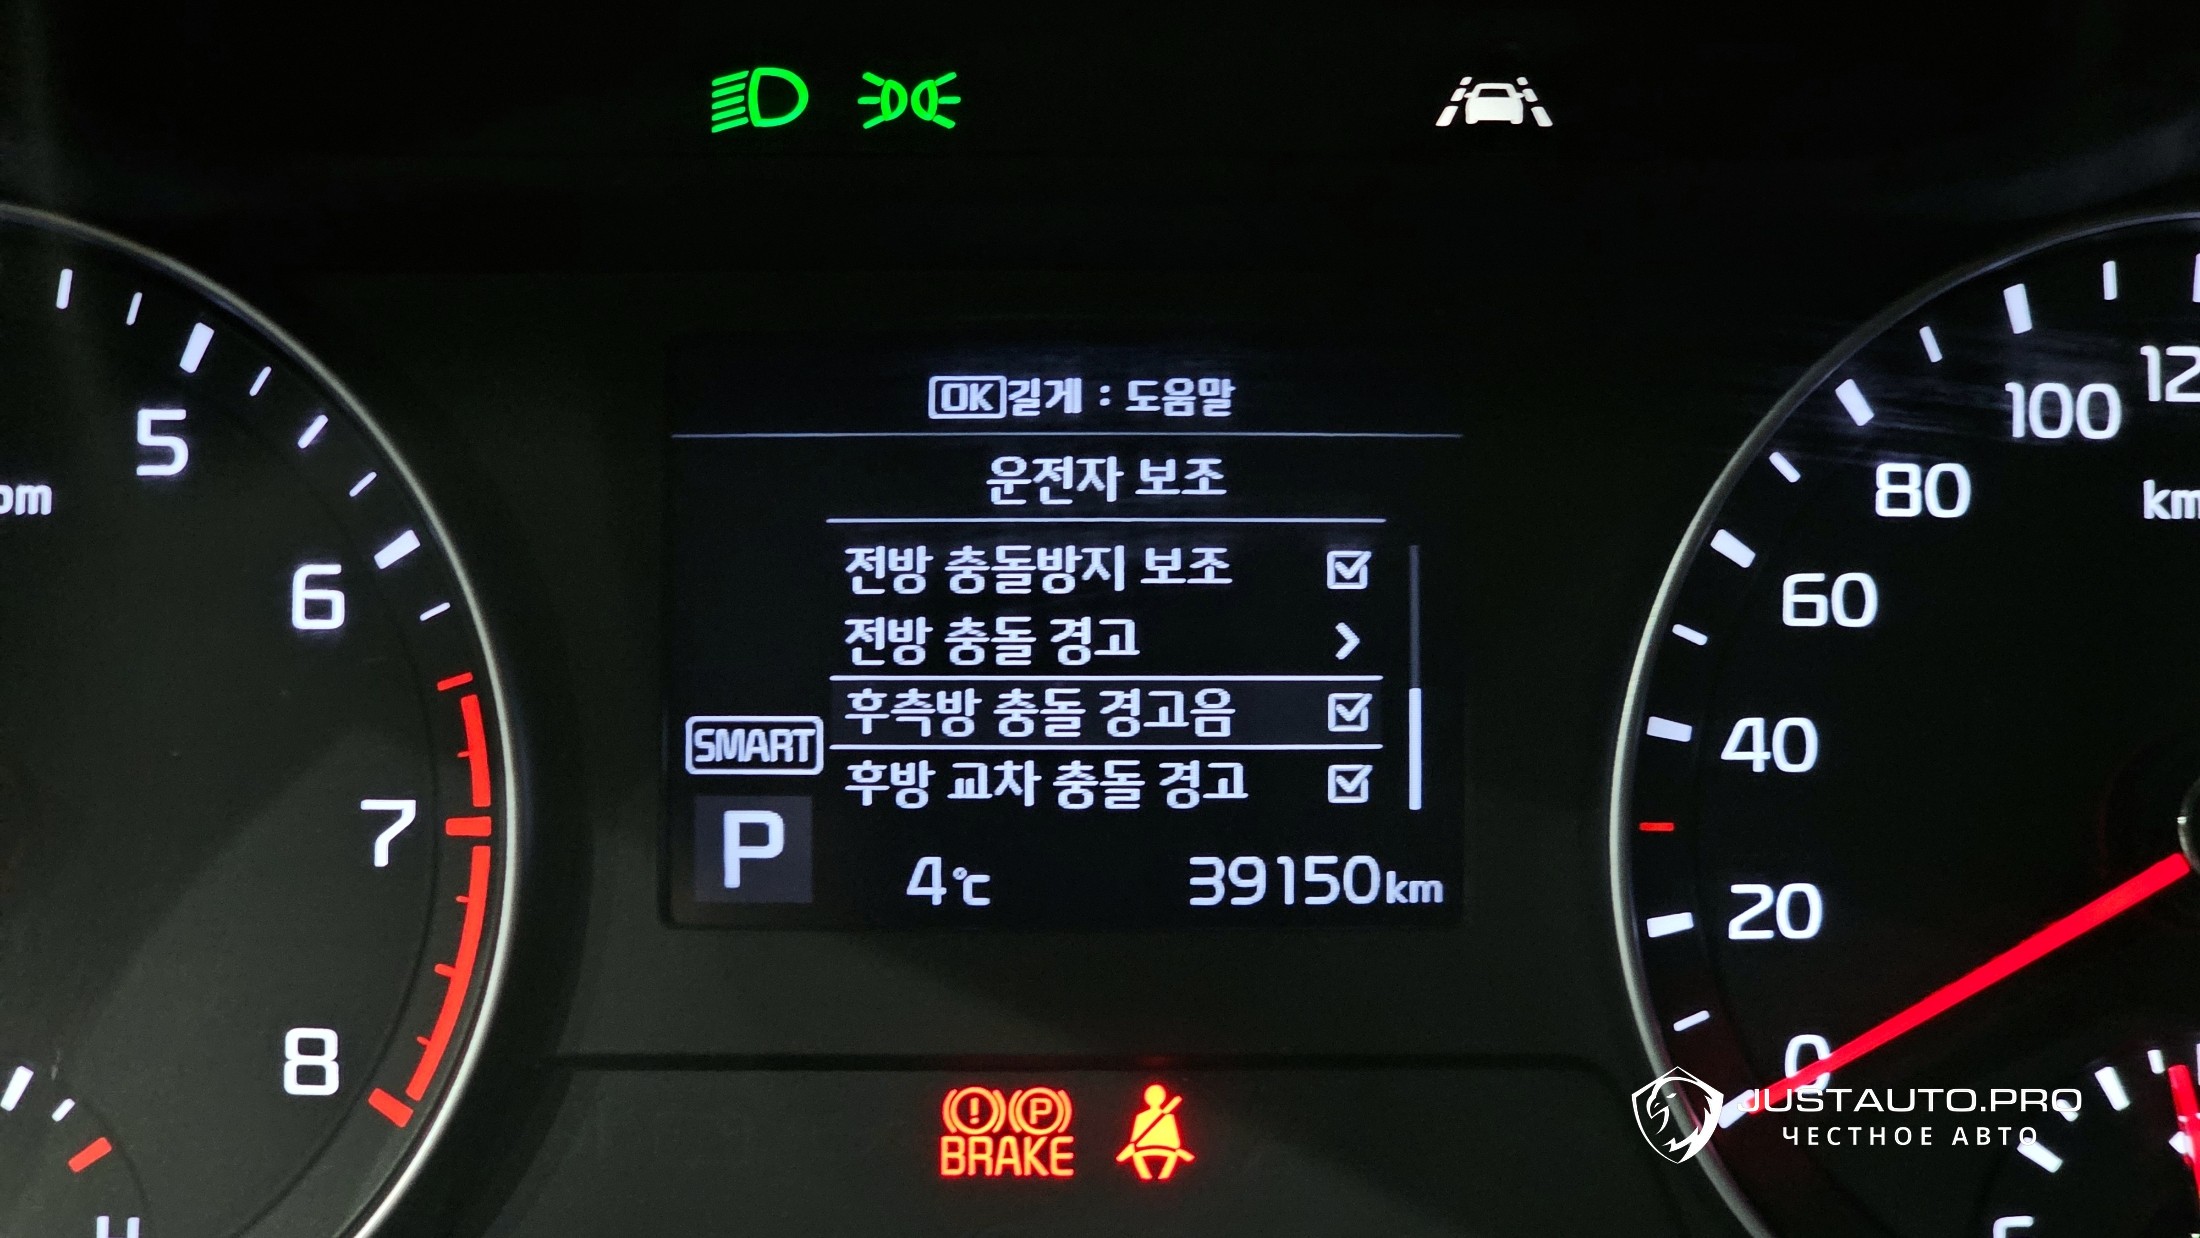 OK길게 : 도움말
운전자 보조
전방 충돌방지 보조
전방 충돌 경고
후측방 충돌 경고음
후방 교차 충돌 경고
SMART
P
4°C
39150km
5
6
7
8
H
120
100
80
60
40
20
0
BRAKE
P
JUSTAUTO.PRO
ЧЕСТНОЕ АВТО